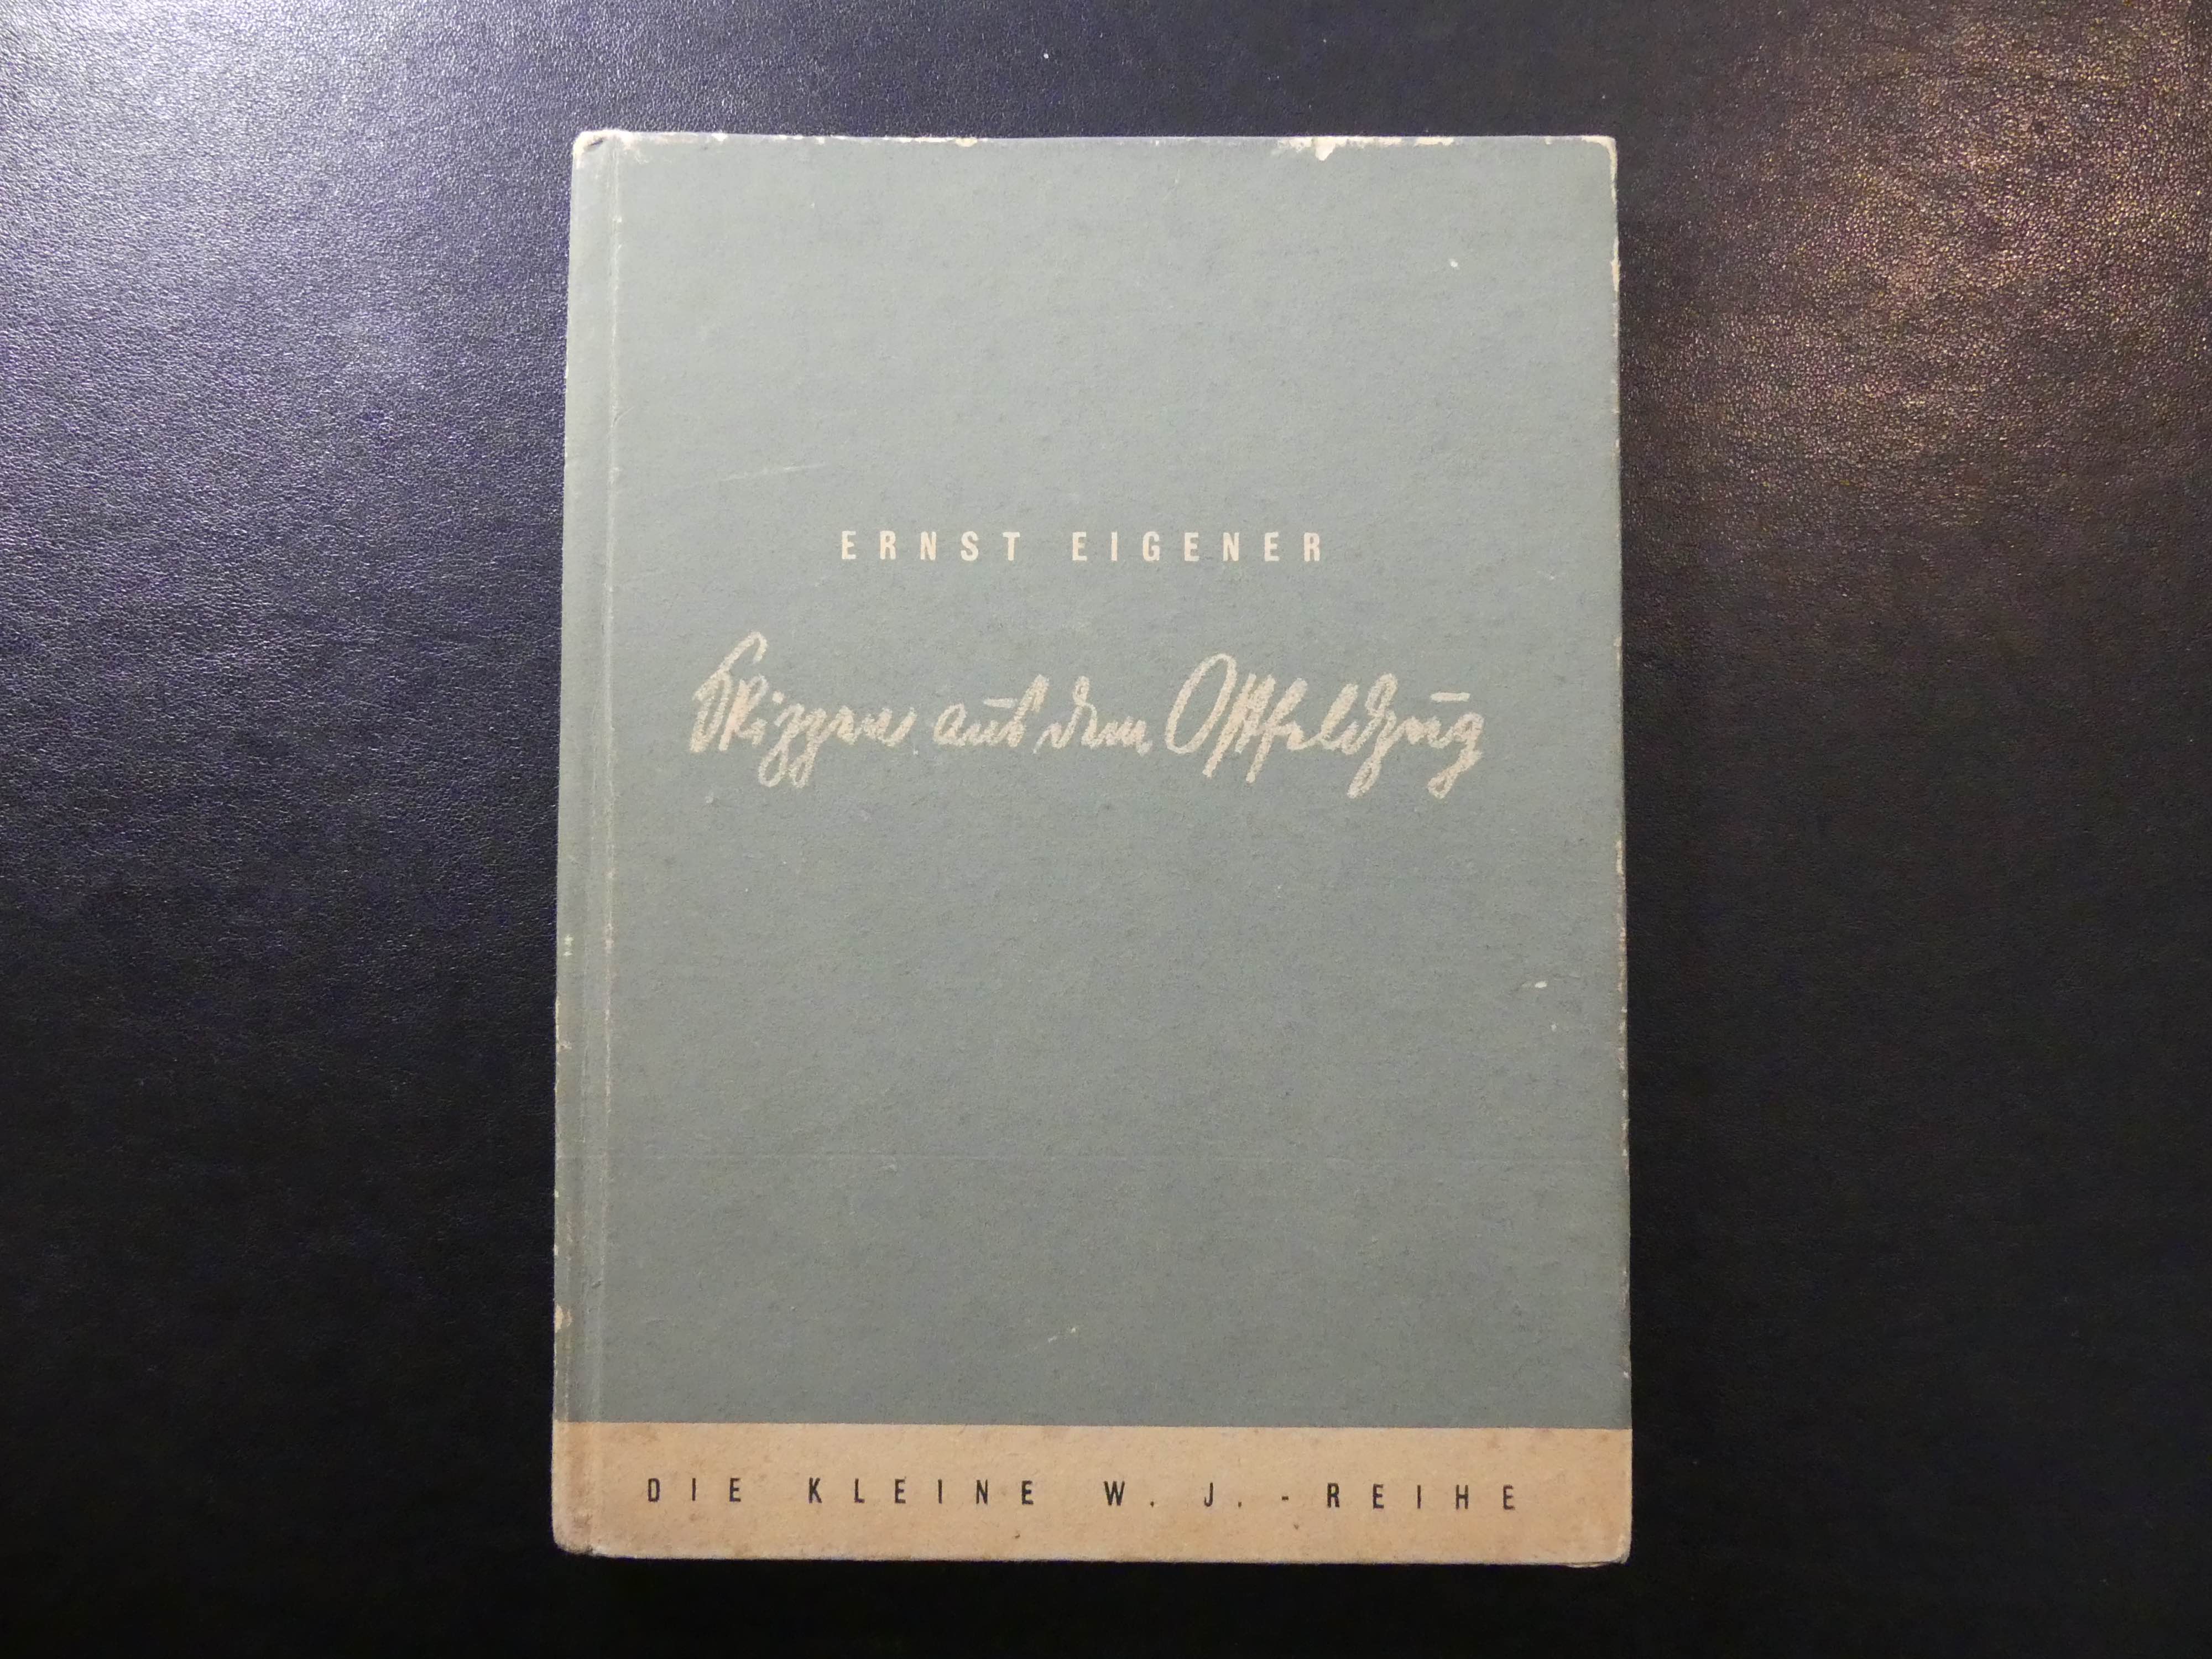 ERNST EIGENER
Skizzen aus dem Ostfeldzug
DIE KLEINE W. J. - REIHE